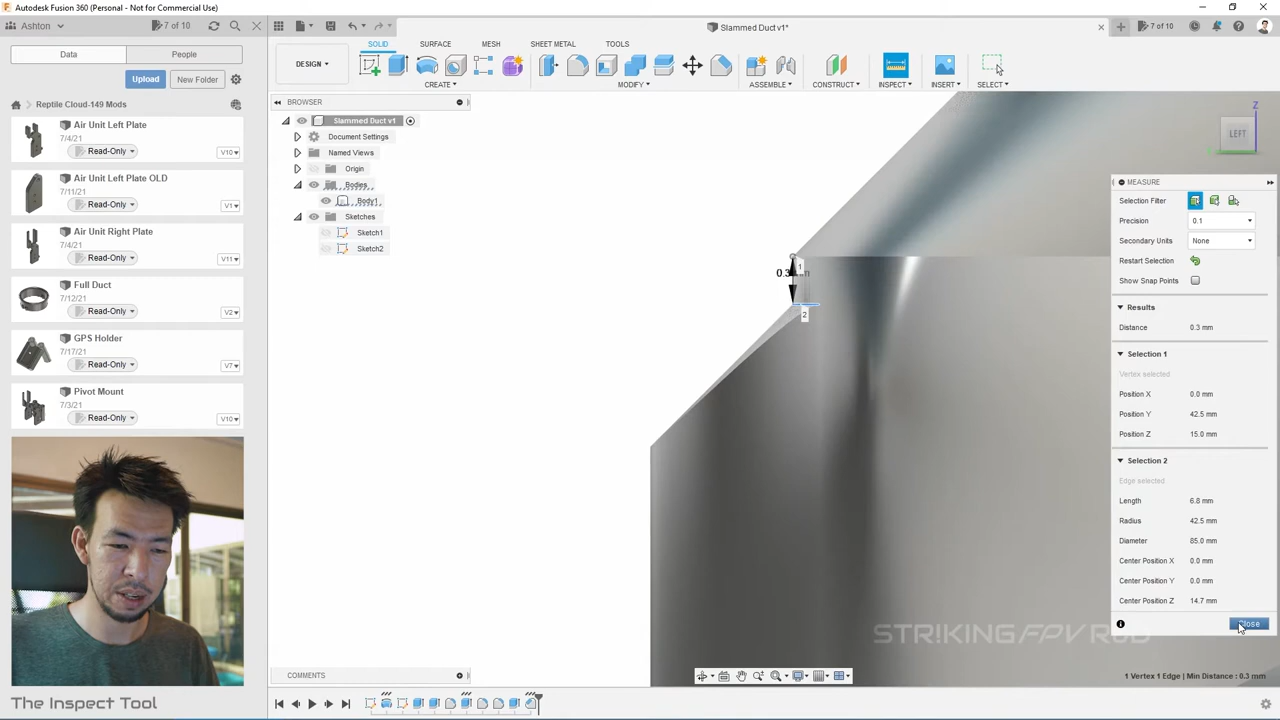 Autodesk Fusion 360 (Personal - Not for Commercial Use)
Ashton
7 of 10
Slammed Duct v1*
7 of 10
Data
People
Upload
New Folder
Reptile Cloud-149 Mods
Air Unit Left Plate
7/4/21
Read-Only
V10
Air Unit Left Plate OLD
7/11/21
Read-Only
V1
Air Unit Right Plate
7/4/21
Read-Only
V11
Full Duct
7/12/21
Read-Only
V2
GPS Holder
7/17/21
Read-Only
V7
Pivot Mount
7/3/21
Read-Only
V10
DESIGN
SOLID
SURFACE
MESH
SHEET METAL
TOOLS
CREATE
MODIFY
ASSEMBLE
CONSTRUCT
INSPECT
INSERT
SELECT
BROWSER
Slammed Duct v1
Document Settings
Named Views
Origin
Bodies
Body1
Sketches
Sketch1
Sketch2
Z
LEFT
1
2
MEASURE
Selection Filter
Precision 0.1
Secondary Units None
Restart Selection
Show Snap Points
Results
Distance 0.3 mm
Selection 1
Vertex selected
Position X 0.0 mm
Position Y 42.5 mm
Position Z 15.0 mm
Selection 2
Edge selected
Length 6.8 mm
Radius 42.5 mm
Diameter 85.0 mm
Center Position X 0.0 mm
Center Position Y 0.0 mm
Center Position Z 14.7 mm
Close
1 Vertex 1 Edge | Min Distance : 0.3 mm
COMMENTS
The Inspect Tool